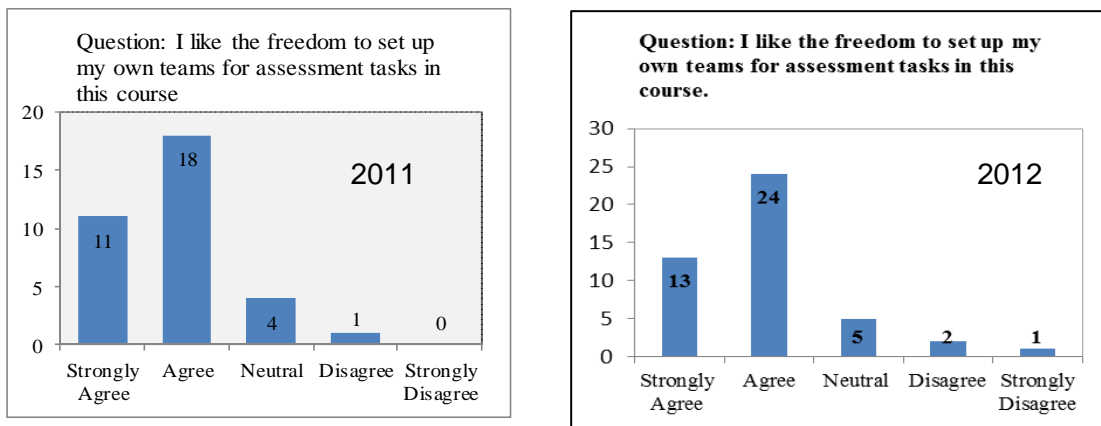 Question: I like the freedom to set up
my own teams for assessment tasks in
this course
20
15
10
5
0
2011
11
18
4
1
0
Strongly Agree
Agree
Neutral
Disagree
Strongly Disagree
Question: I like the freedom to set up my
own teams for assessment tasks in this
course.
30
25
20
15
10
5
0
2012
13
24
5
2
1
Strongly Agree
Agree
Neutral
Disagree
Strongly Disagree